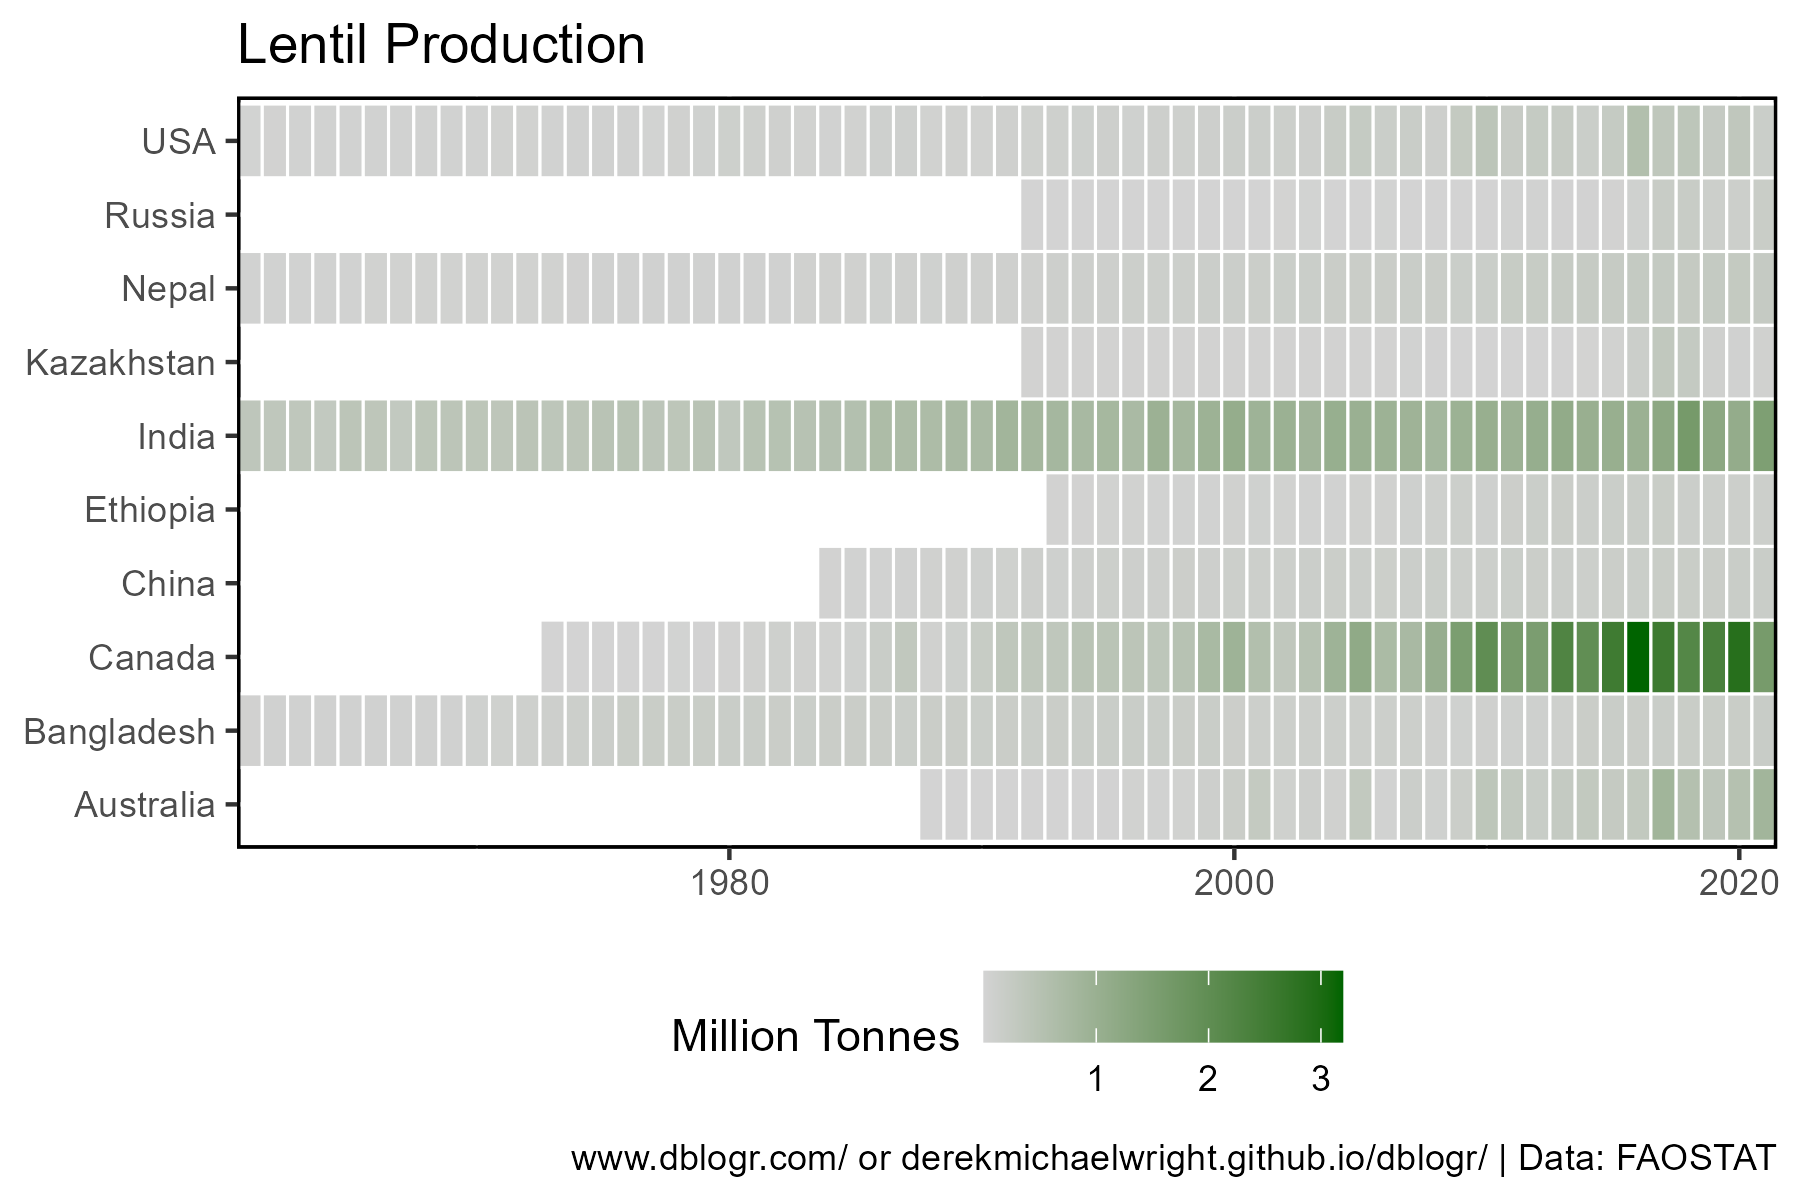 Lentil Production
USA
Russia
Nepal
Kazakhstan
India
Ethiopia
China
Canada
Bangladesh
Australia
1980 2000 2020
Million Tonnes
1 2 3
www.dblogr.com/ or derekmichaelwright.github.io/dblogr/ | Data: FAOSTAT